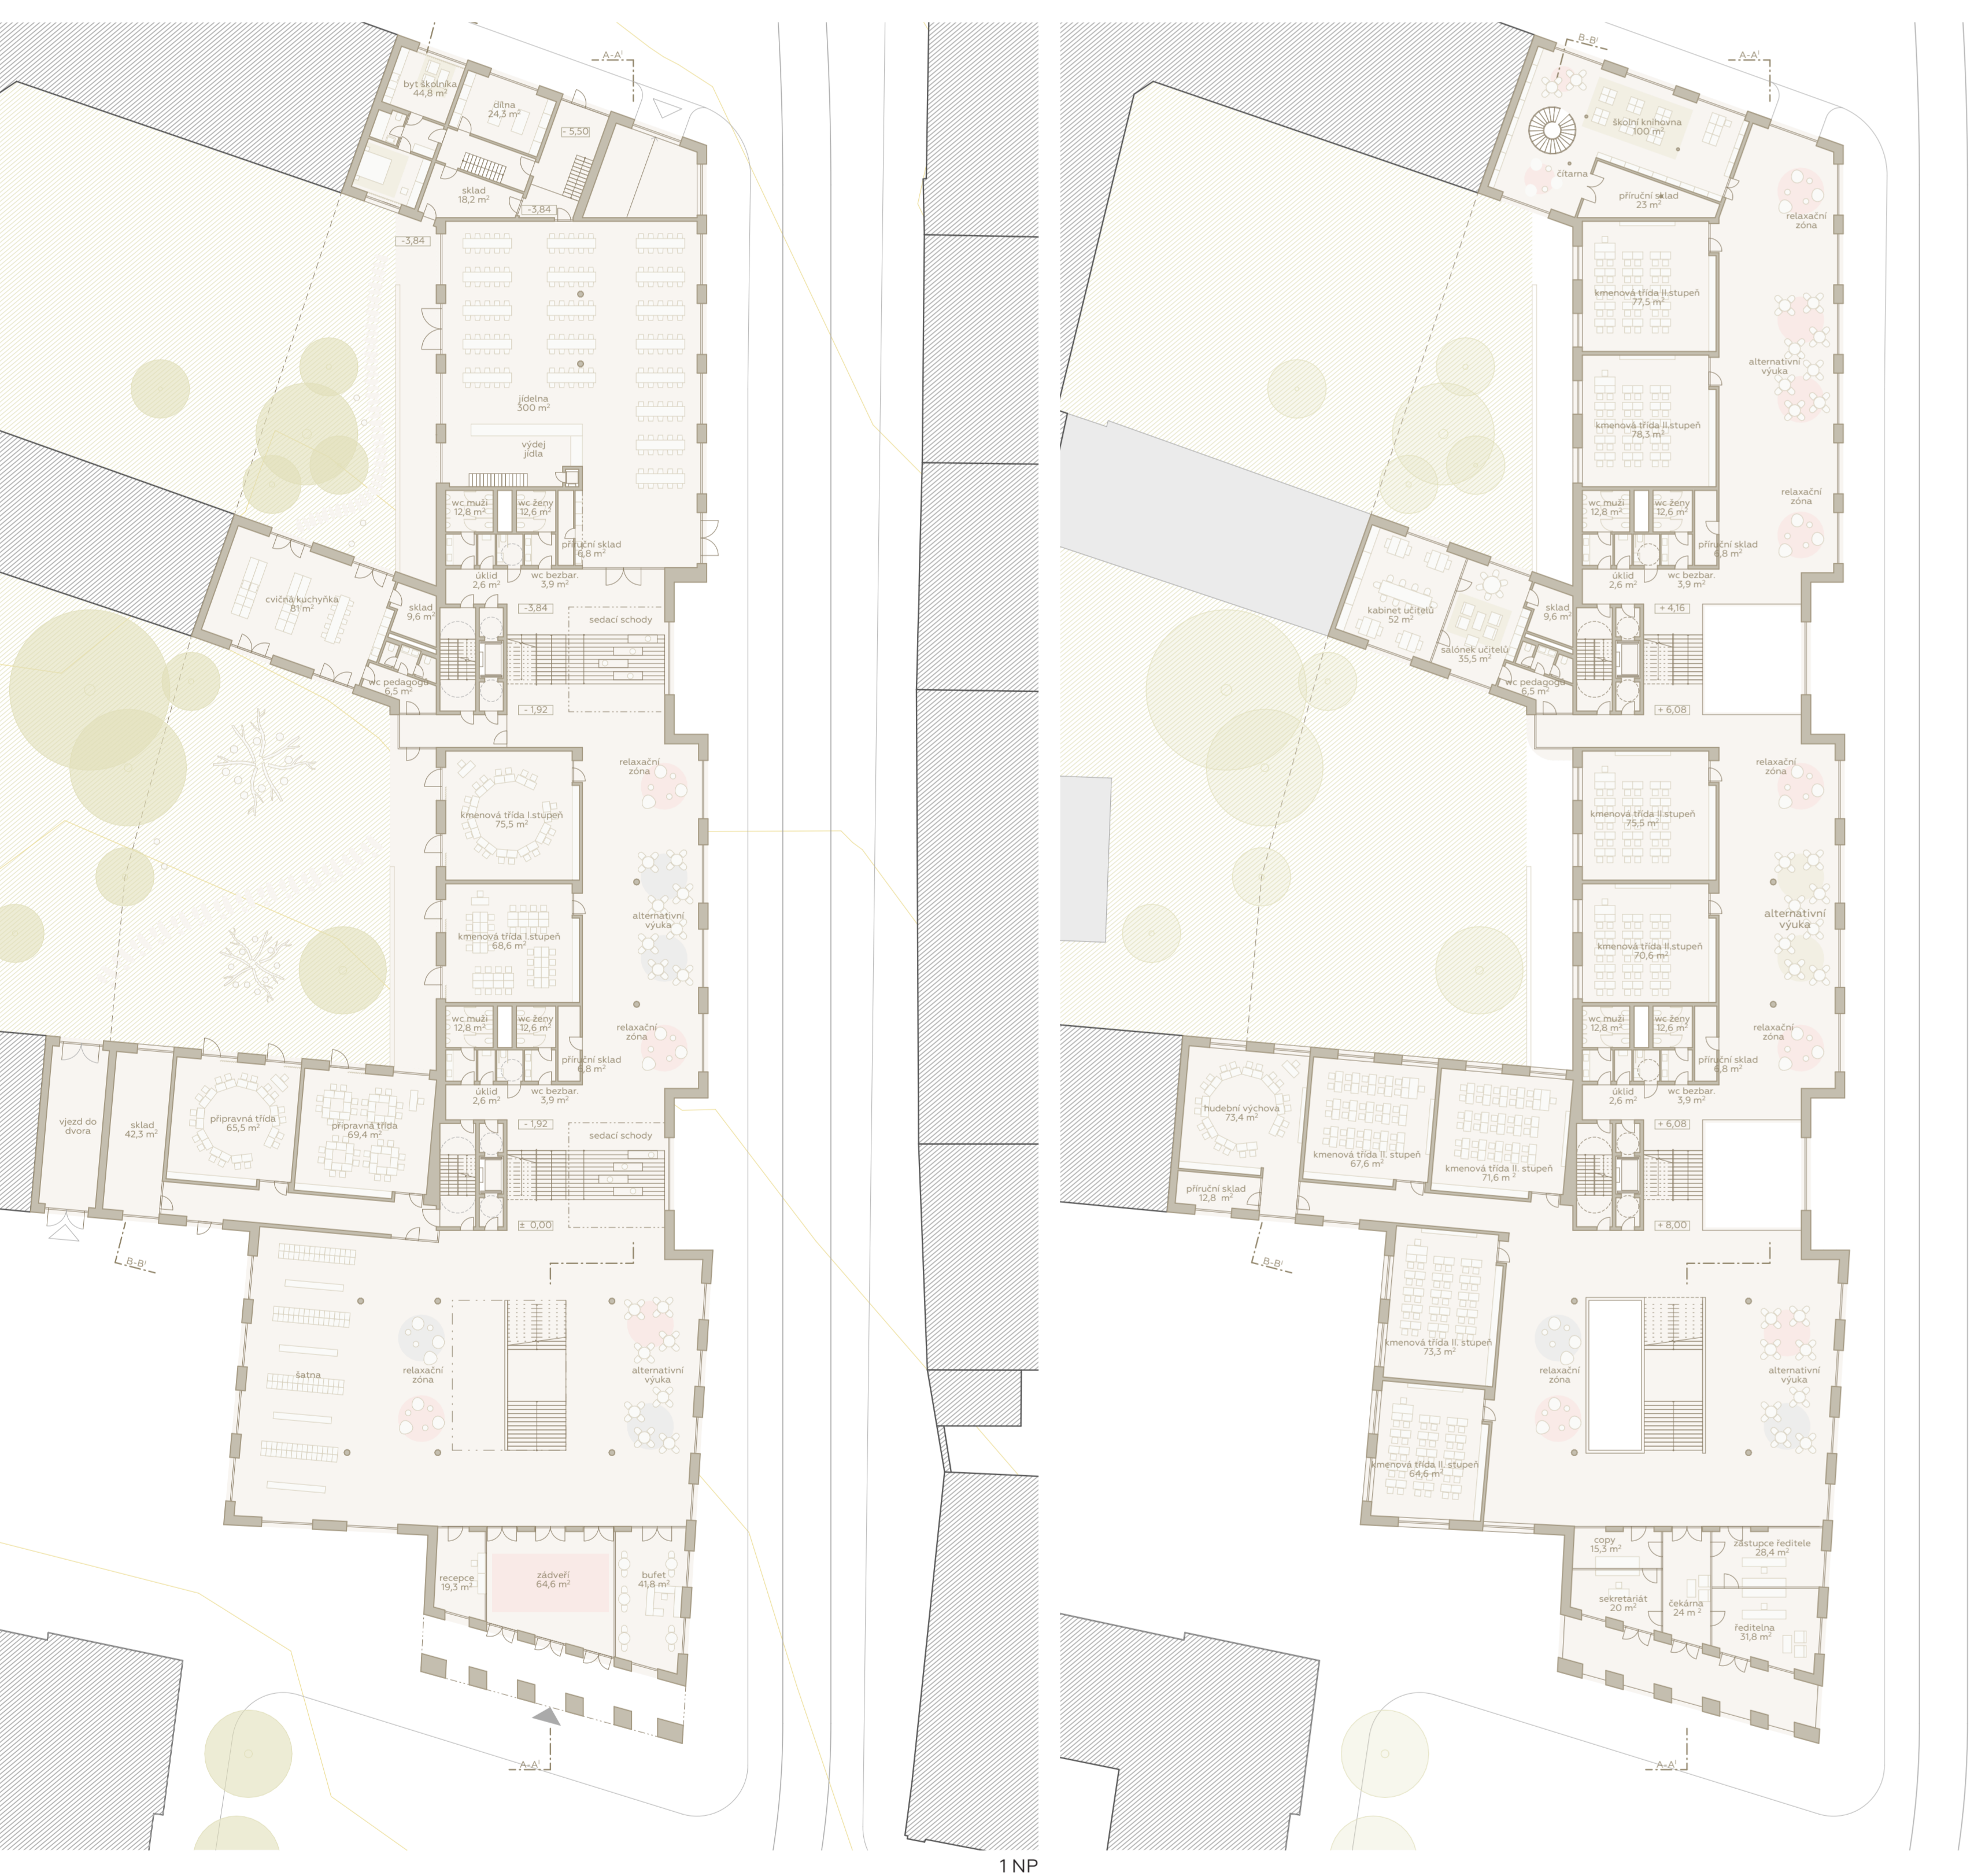 A-A'
byt školníka
44,8 m²
dílna
24,3 m²
- 5,50
sklad
18,2 m²
-3,84
-3,84
jídelna
300 m²
výdej
jídla
wc muži
12,8 m²
wc ženy
12,6 m²
příruční sklad
6,8 m²
úklid
2,6 m²
wc bezbar.
3,9 m²
cvičná kuchyňka
81 m²
sklad
9,6 m²
-3,84
sedací schody
wc pedagogů
6,5 m²
- 1,92
relaxační
zóna
kmenová třída I.stupeň
75,5 m²
alternativní
výuka
kmenová třída I.stupeň
68,6 m²
wc muži
12,8 m²
wc ženy
12,6 m²
relaxační
zóna
příruční sklad
6,8 m²
úklid
2,6 m²
wc bezbar.
3,9 m²
vjezd do
dvora
sklad
42,3 m²
přípravná třída
65,5 m²
přípravná třída
69,4 m²
- 1,92
sedací schody
± 0,00
B-B'
šatna
relaxační
zóna
alternativní
výuka
recepce
19,3 m²
zádveří
64,6 m²
bufet
41,8 m²
A-A'
1 NP
B-B'
A-A'
školní knihovna
100 m²
čítárna
příruční sklad
23 m²
relaxační
zóna
kmenová třída II.stupeň
77,5 m²
alternativní
výuka
kmenová třída II.stupeň
78,3 m²
relaxační
zóna
wc muži
12,8 m²
wc ženy
12,6 m²
příruční sklad
6,8 m²
úklid
2,6 m²
wc bezbar.
3,9 m²
kabinet učitelů
52 m²
salónek učitelů
35,5 m²
sklad
9,6 m²
+ 4,16
wc pedagogů
6,5 m²
+ 6,08
relaxační
zóna
kmenová třída II.stupeň
75,5 m²
alternativní
výuka
kmenová třída II.stupeň
70,6 m²
wc muži
12,8 m²
wc ženy
12,6 m²
relaxační
zóna
příruční sklad
6,8 m²
úklid
2,6 m²
wc bezbar.
3,9 m²
hudební výchova
73,4 m²
kmenová třída II. stupeň
67,6 m²
kmenová třída II. stupeň
71,6 m²
+ 6,08
příruční sklad
12,8 m²
+ 8,00
B-B'
kmenová třída II. stupeň
73,3 m²
relaxační
zóna
alternativní
výuka
kmenová třída II. stupeň
64,6 m²
copy
15,3 m²
zástupce ředitele
28,4 m²
sekretariát
20 m²
čekárna
24 m²
ředitelna
31,8 m²
A-A'